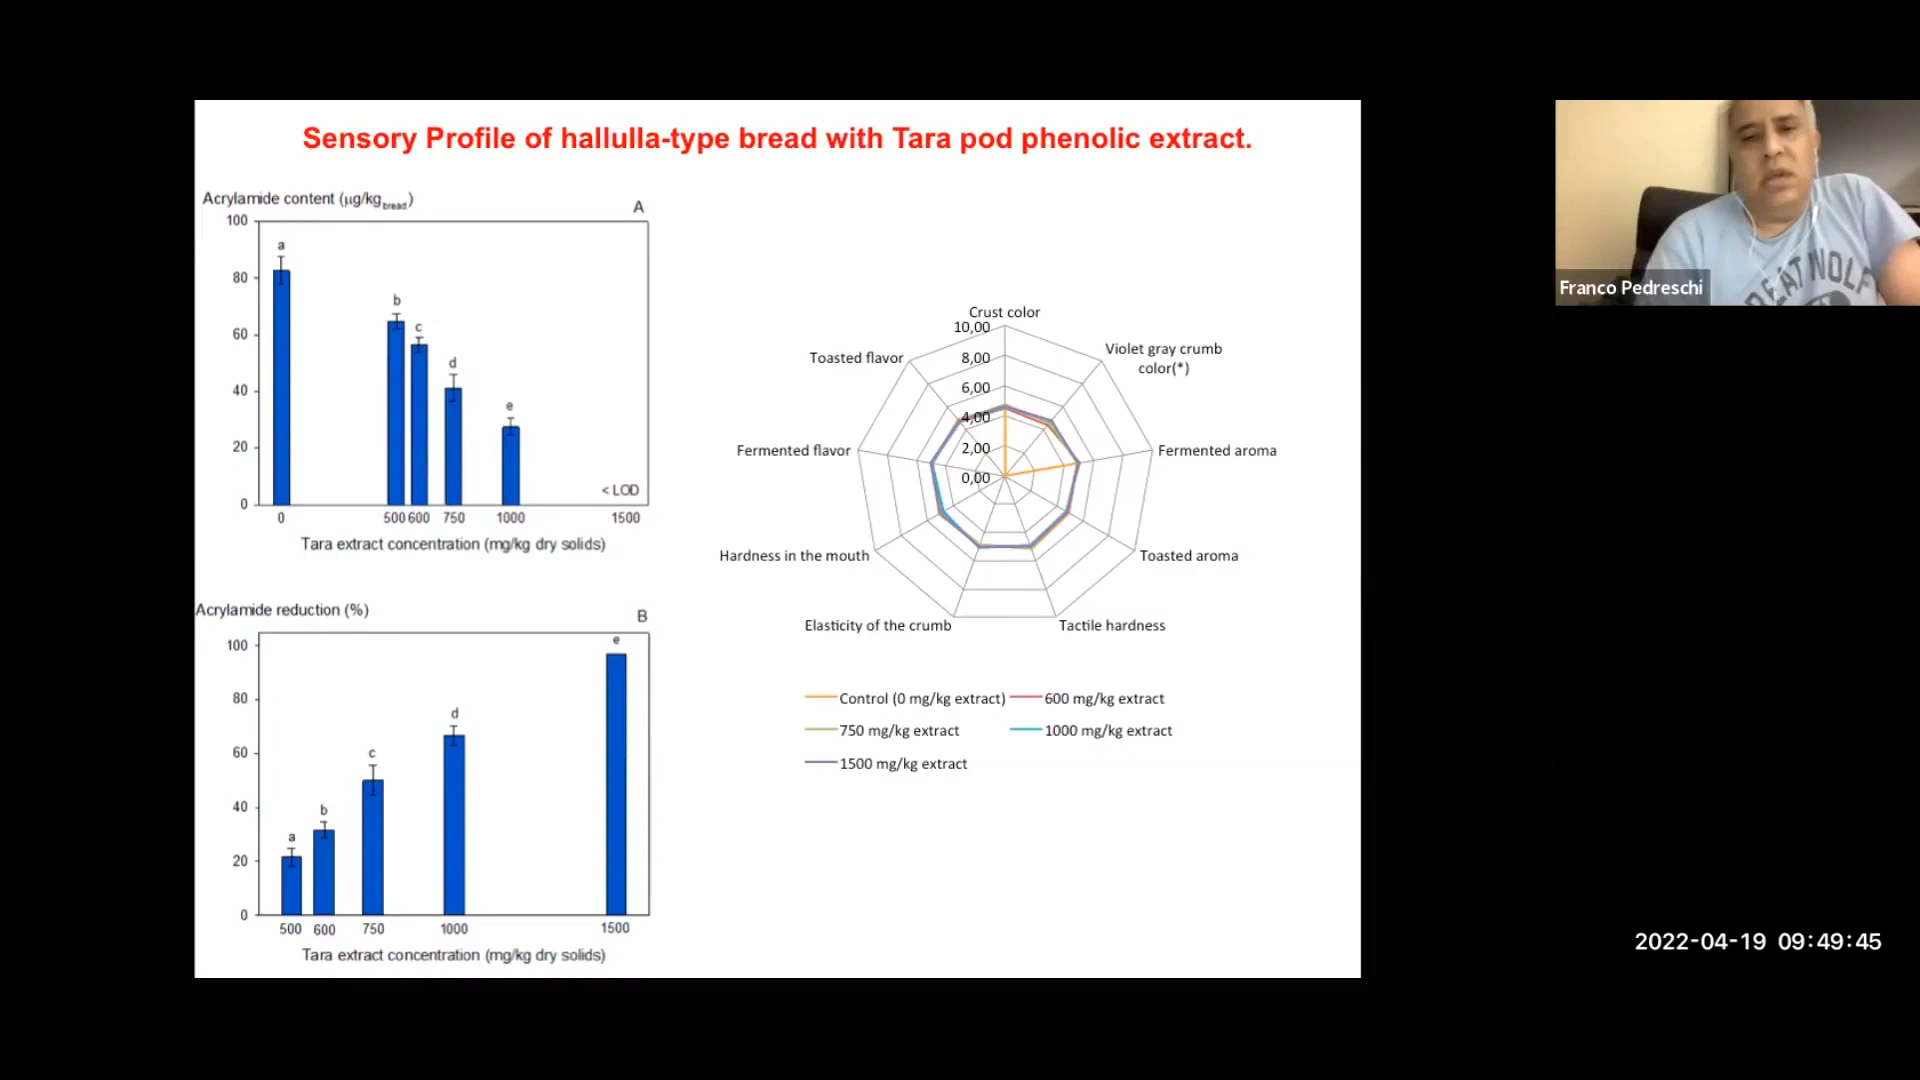 Sensory Profile of hallulla-type bread with Tara pod phenolic extract.
Acrylamide content (µg/kg bread)
A
100
80
60
40
20
0
a
b
c
d
e
< LOD
0 500 600 750 1000 1500
Tara extract concentration (mg/kg dry solids)
Acrylamide reduction (%)
B
100
80
60
40
20
0
a
b
c
d
e
500 600 750 1000 1500
Tara extract concentration (mg/kg dry solids)
Crust color
10,00
8,00
6,00
4,00
2,00
0,00
Violet gray crumb
color(*)
Fermented aroma
Toasted aroma
Tactile hardness
Elasticity of the crumb
Hardness in the mouth
Fermented flavor
Toasted flavor
Control (0 mg/kg extract) 600 mg/kg extract
750 mg/kg extract 1000 mg/kg extract
1500 mg/kg extract
Franco Pedreschi
2022-04-19 09:49:45